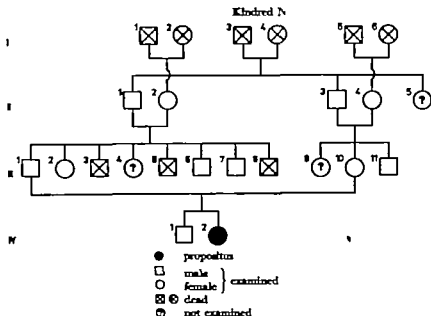 Kindred N
I
1 2 3 4 5 6
II
1 2 3 4 5
?
III
1 2 3 4 5 6 7 8 9 10 11
? ?
IV
1 2
propositus
male
female } examined
dead
? not examined